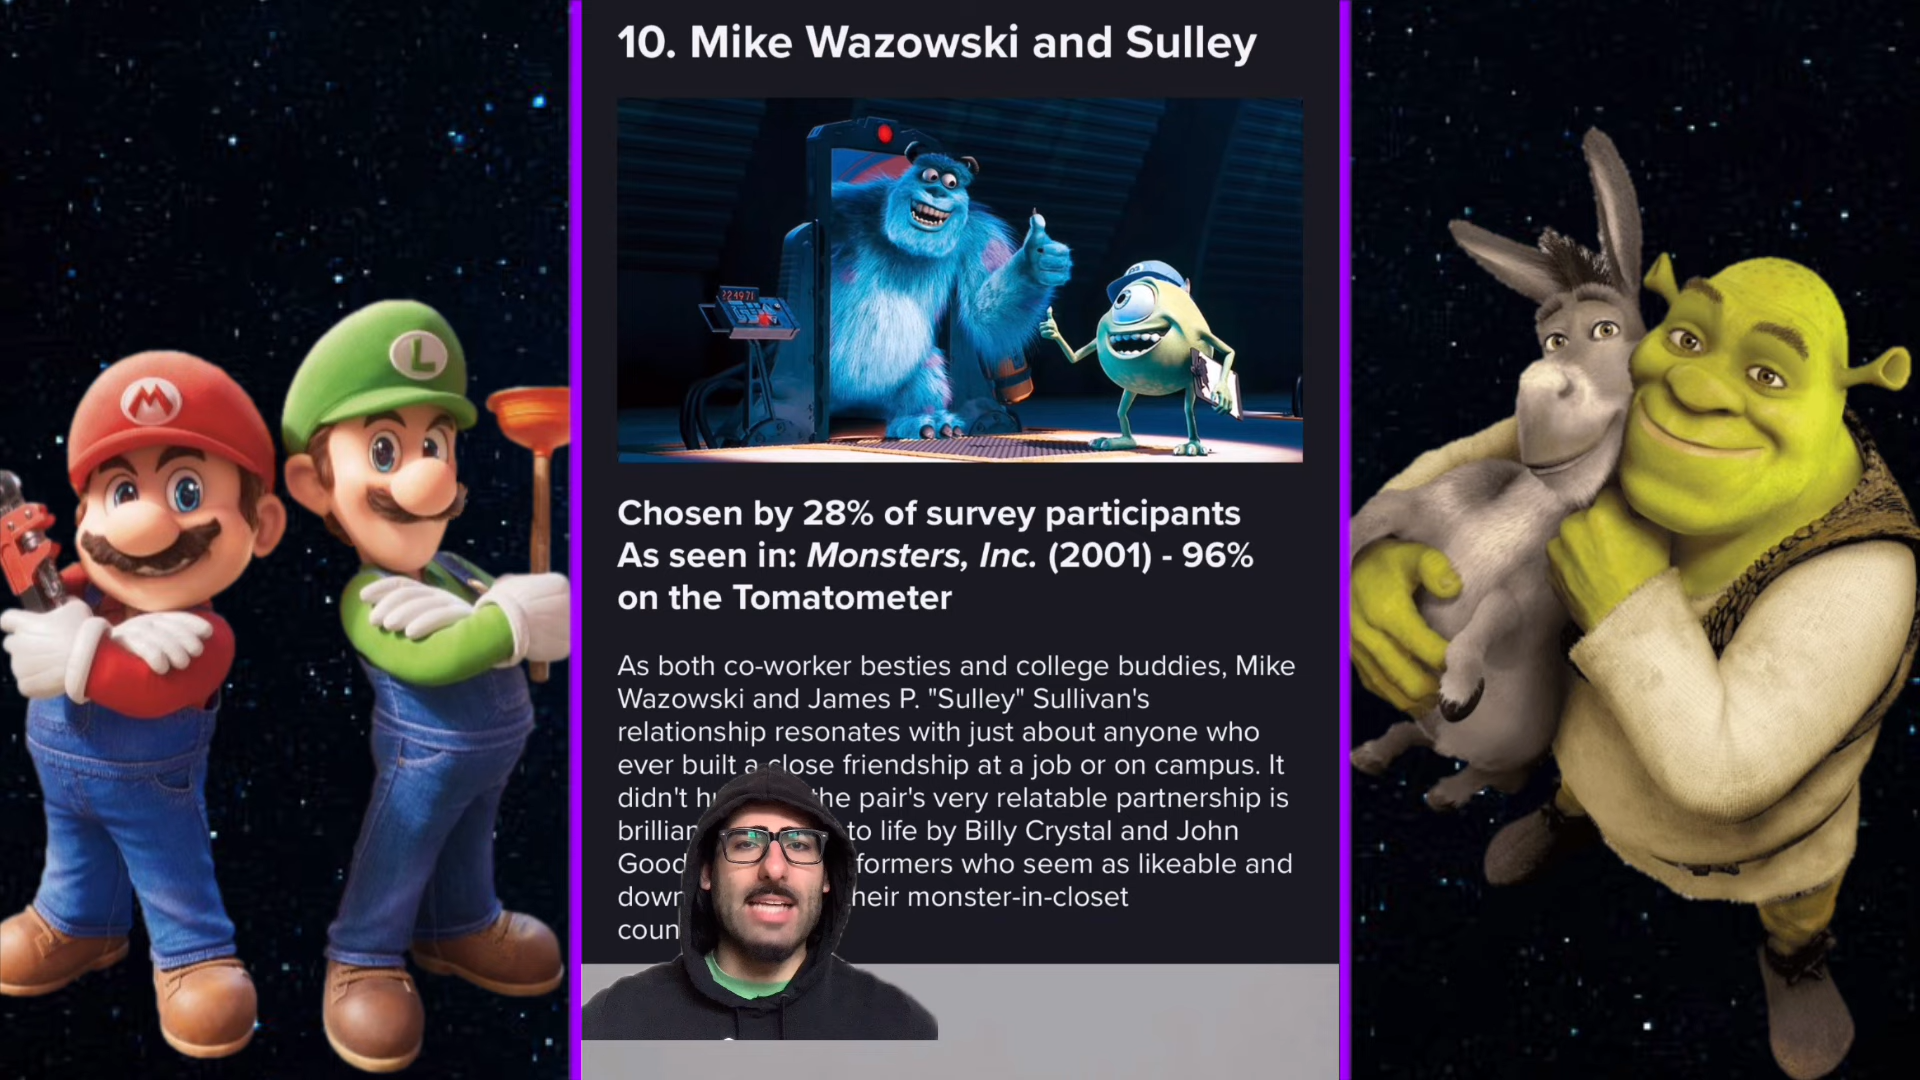 10. Mike Wazowski and Sulley
M
L
Chosen by 28% of survey participants
As seen in: Monsters, Inc. (2001) - 96%
on the Tomatometer
As both co-worker besties and college buddies, Mike
Wazowski and James P. "Sulley" Sullivan's
relationship resonates with just about anyone who
ever built a close friendship at a job or on campus. It
didn't the pair's very relatable partnership is
to life by Billy Crystal and John
who seem as likeable and
monster-in-closet